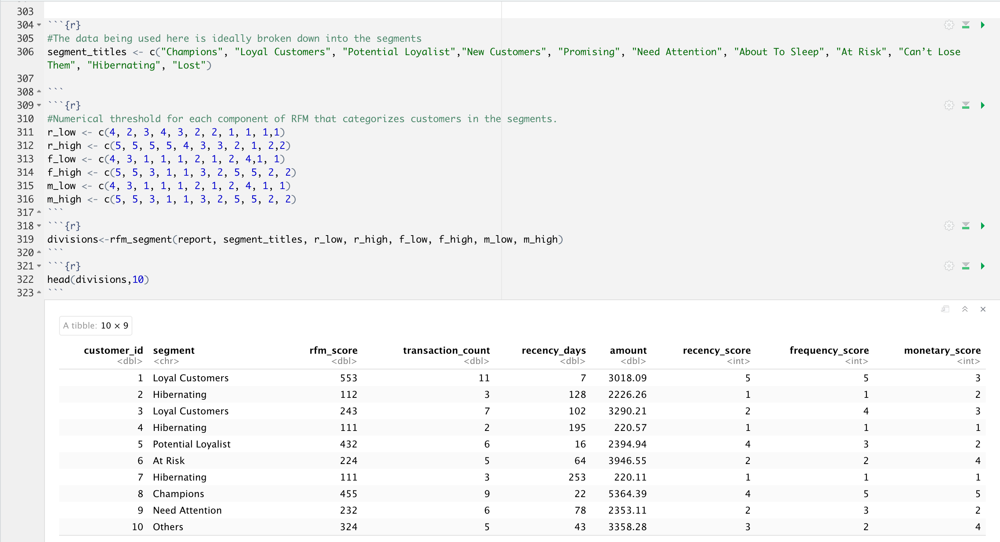 303
304 ```{r}
305 #The data being used here is ideally broken down into the segments
306 segment_titles <- c("Champions", "Loyal Customers", "Potential Loyalist","New Customers", "Promising", "Need Attention", "About To Sleep", "At Risk", "Can’t Lose
Them", "Hibernating", "Lost")
307
308 ```
309 ```{r}
310 #Numerical threshold for each component of RFM that categorizes customers in the segments.
311 r_low <- c(4, 2, 3, 4, 3, 2, 2, 1, 1, 1,1)
312 r_high <- c(5, 5, 5, 5, 4, 3, 3, 2, 1, 2,2)
313 f_low <- c(4, 3, 1, 1, 1, 2, 1, 2, 4,1, 1)
314 f_high <- c(5, 5, 3, 1, 1, 3, 2, 5, 5, 2, 2)
315 m_low <- c(4, 3, 1, 1, 1, 2, 1, 2, 4, 1, 1)
316 m_high <- c(5, 5, 3, 1, 1, 3, 2, 5, 5, 2, 2)
317 ```
318 ```{r}
319 divisions<-rfm_segment(report, segment_titles, r_low, r_high, f_low, f_high, m_low, m_high)
320 ```
321 ```{r}
322 head(divisions,10)
323 ```
A tibble: 10 × 9
customer_id segment rfm_score transaction_count recency_days amount recency_score frequency_score monetary_score
<dbl> <chr> <dbl> <dbl> <dbl> <dbl> <int> <int> <int>
1 Loyal Customers 553 11 7 3018.09 5 5 3
2 Hibernating 112 3 128 2226.26 1 1 2
3 Loyal Customers 243 7 102 3290.21 2 4 3
4 Hibernating 111 2 195 220.57 1 1 1
5 Potential Loyalist 432 6 16 2394.94 4 3 2
6 At Risk 224 5 64 3946.55 2 2 4
7 Hibernating 111 3 253 220.11 1 1 1
8 Champions 455 9 22 5364.39 4 5 5
9 Need Attention 232 6 78 2353.11 2 3 2
10 Others 324 5 43 3358.28 3 2 4